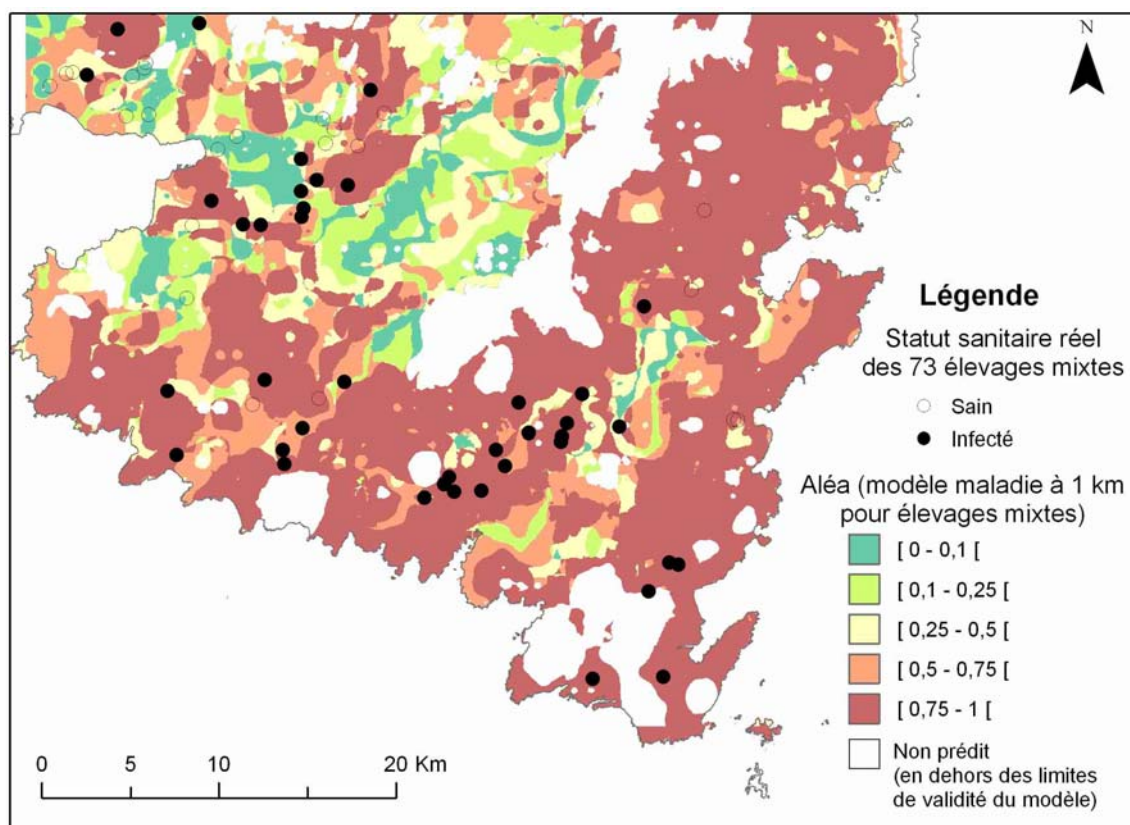 N
Légende
Statut sanitaire réel
des 73 élevages mixtes
Sain
Infecté
Aléa (modèle maladie à 1 km
pour élevages mixtes)
[ 0 - 0,1 [
[ 0,1 - 0,25 [
[ 0,25 - 0,5 [
[ 0,5 - 0,75 [
[ 0,75 - 1 [
Non prédit
(en dehors des limites
de validité du modèle)
0 5 10 20 Km